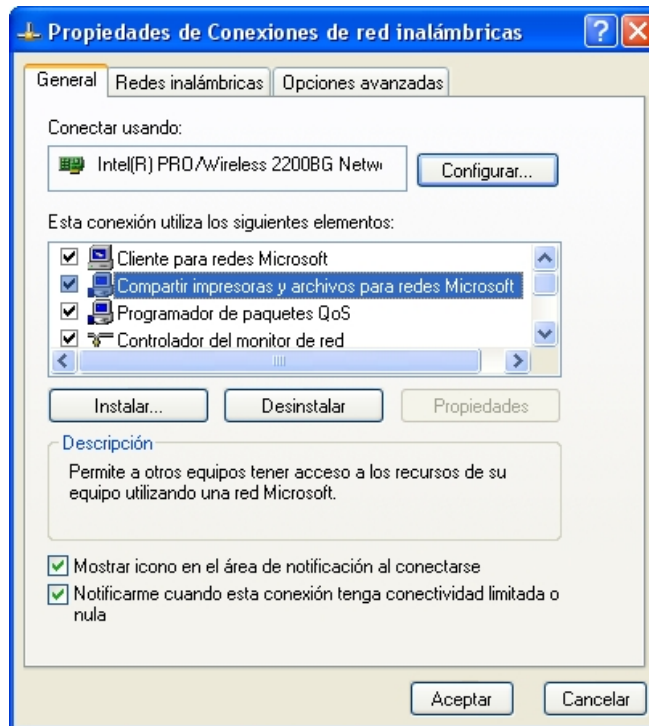 Propiedades de Conexiones de red inalámbricas
General
Redes inalámbricas
Opciones avanzadas
Conectar usando:
Intel(R) PRO/Wireless 2200BG Netw
Configurar...
Esta conexión utiliza los siguientes elementos:
Cliente para redes Microsoft
Compartir impresoras y archivos para redes Microsoft
Programador de paquetes QoS
Controlador del monitor de red
Instalar...
Desinstalar
Propiedades
Descripción
Permite a otros equipos tener acceso a los recursos de su
equipo utilizando una red Microsoft.
Mostrar icono en el área de notificación al conectarse
Notificarme cuando esta conexión tenga conectividad limitada o
nula
Aceptar
Cancelar